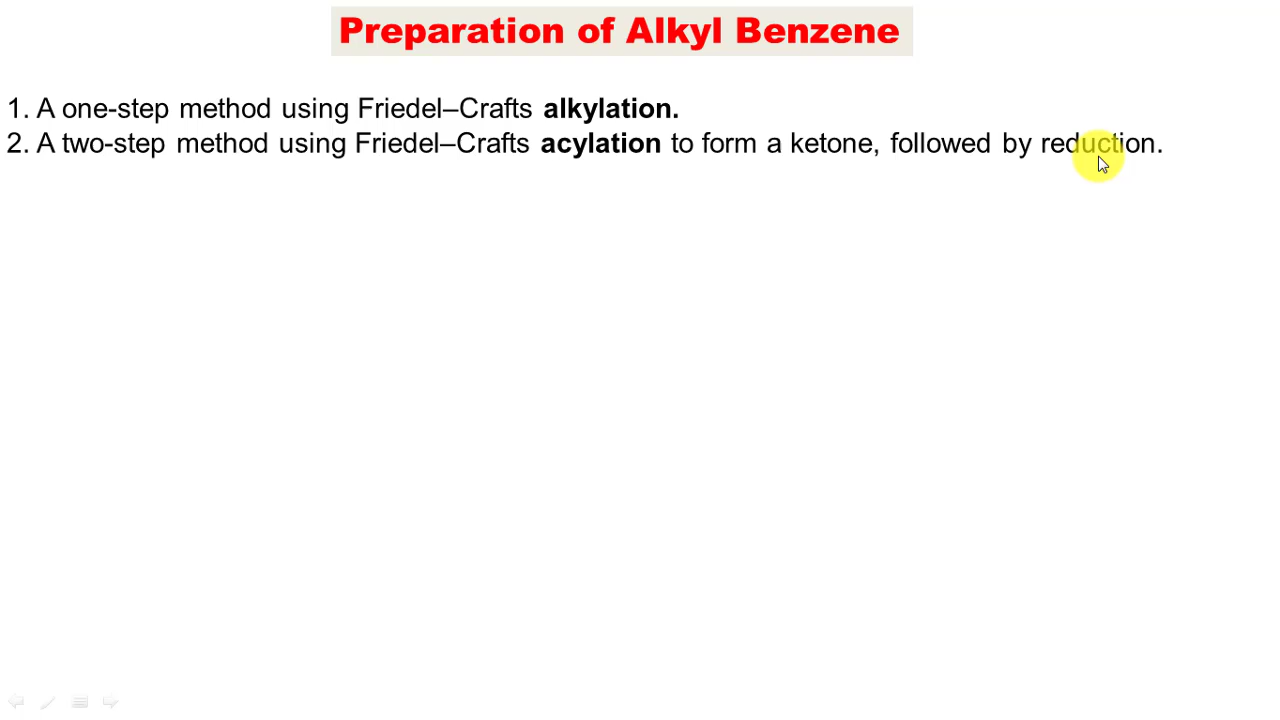 Preparation of Alkyl Benzene
1. A one-step method using Friedel–Crafts alkylation.
2. A two-step method using Friedel–Crafts acylation to form a ketone, followed by reduction.